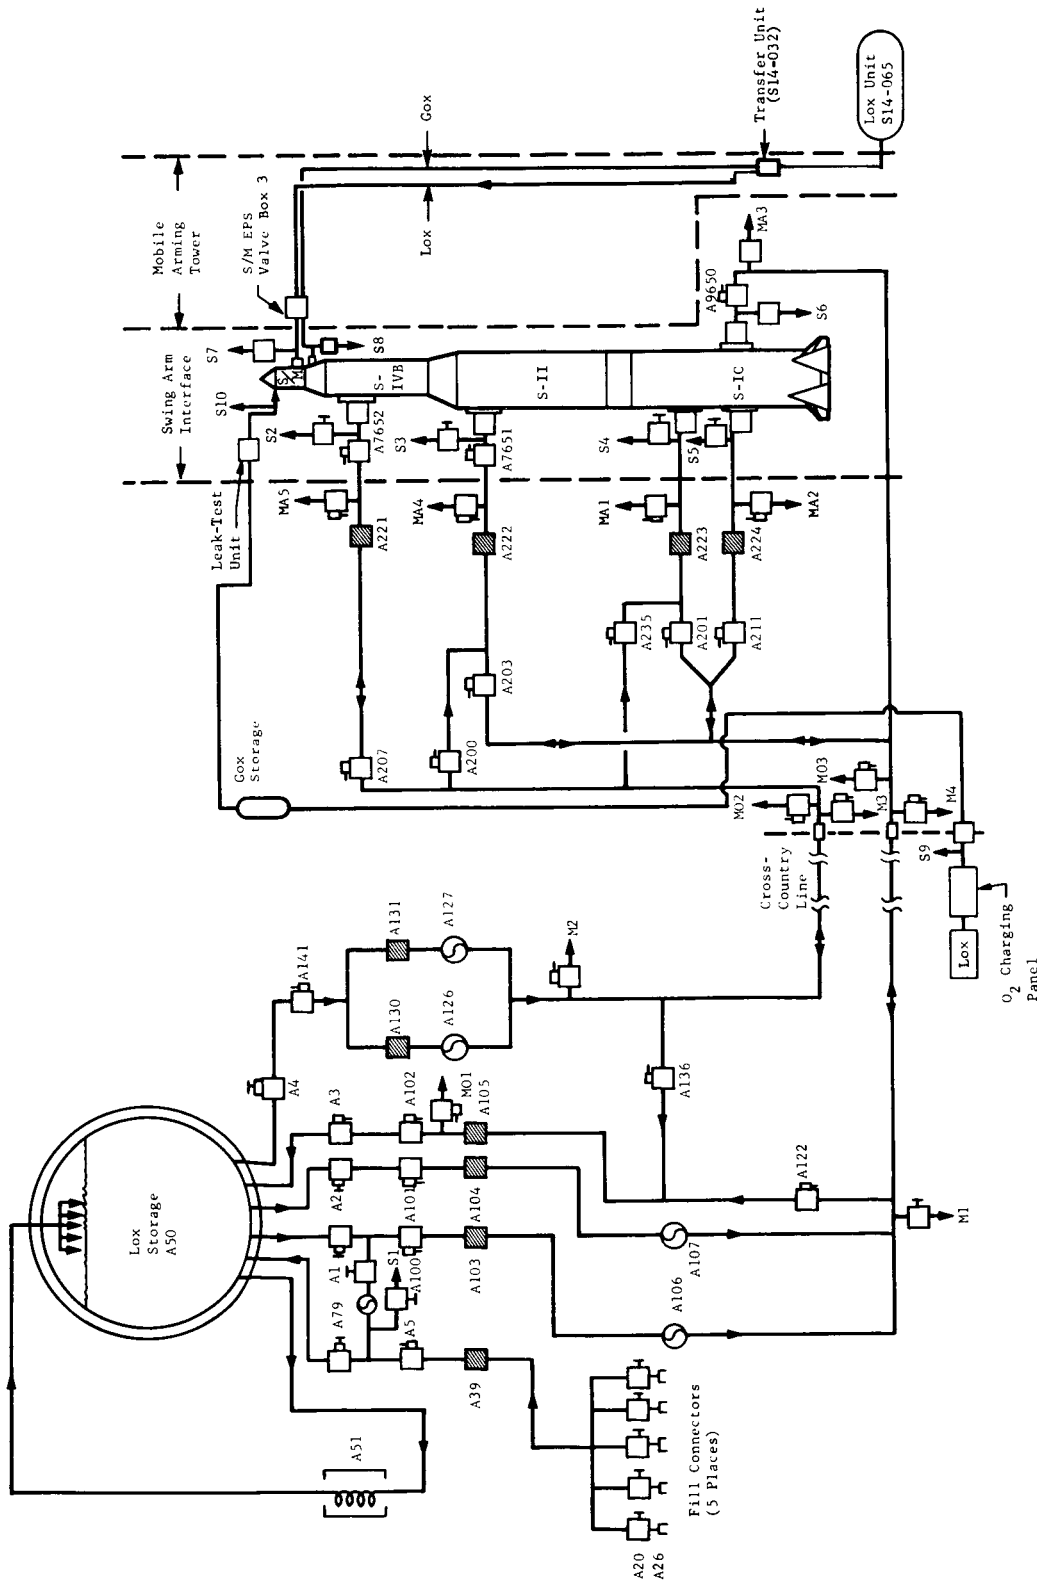 Mobile
Arming
Tower
S/M EPS
Valve Box 3
Swing Arm
Interface
Gox
Lox
Transfer Unit
(S14-032)
Lox Unit
S14-065
S7
S8
S10
S/
M
S-
IVB
S-II
S-IC
A9650
MA3
S6
S2
A7652
S3
A7651
S4
S5
Leak-Test
Unit
MA5
A221
MA4
A222
MA1
A223
MA2
A224
A207
A200
A203
A235
A201
A211
Gox
Storage
MO2
M3
MO3
M4
Cross-
Country
Line
S9
Lox
O2 Charging
Panel
A141
A131
A127
A130
A126
M2
A4
A3
A102
MO1
A105
A136
A122
A2
A101
A104
A107
M1
Lox
Storage
A50
A1
S1
A100
A103
A106
A79
A5
A39
A51
Fill Connectors
(5 Places)
A20
A26